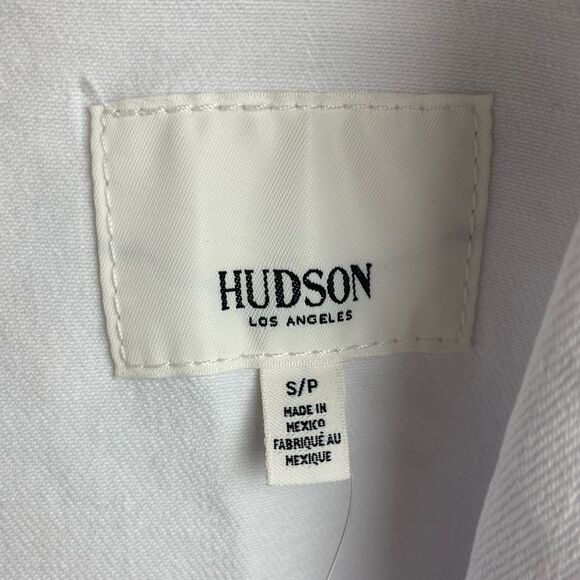 HUDSON
LOS ANGELES
S/P
MADE IN
MEXICO
FABRIQUÉ AU
MEXIQUE